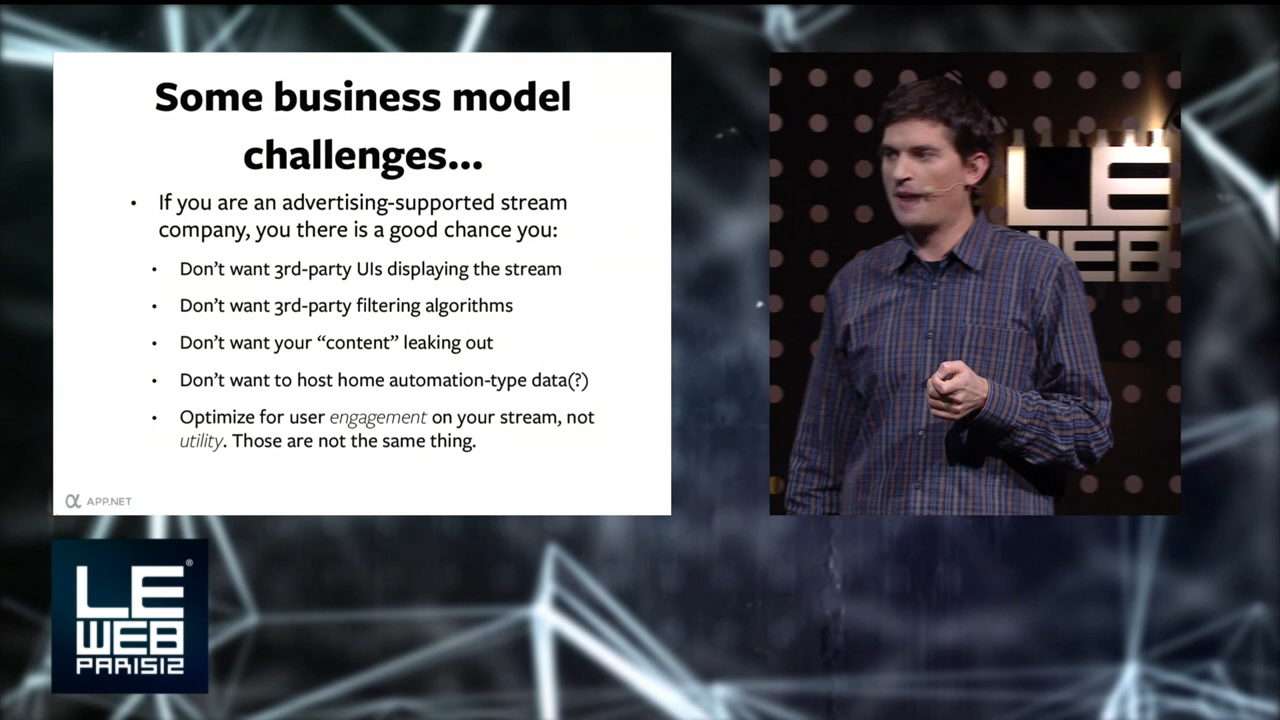 Some business model
challenges...
• If you are an advertising-supported stream
company, you there is a good chance you:
• Don't want 3rd-party UIs displaying the stream
• Don't want 3rd-party filtering algorithms
• Don't want your “content” leaking out
• Don't want to host home automation-type data(?)
• Optimize for user engagement on your stream, not
utility. Those are not the same thing.
α APP.NET
LE
WEB
LE®
WEB
PARIS12